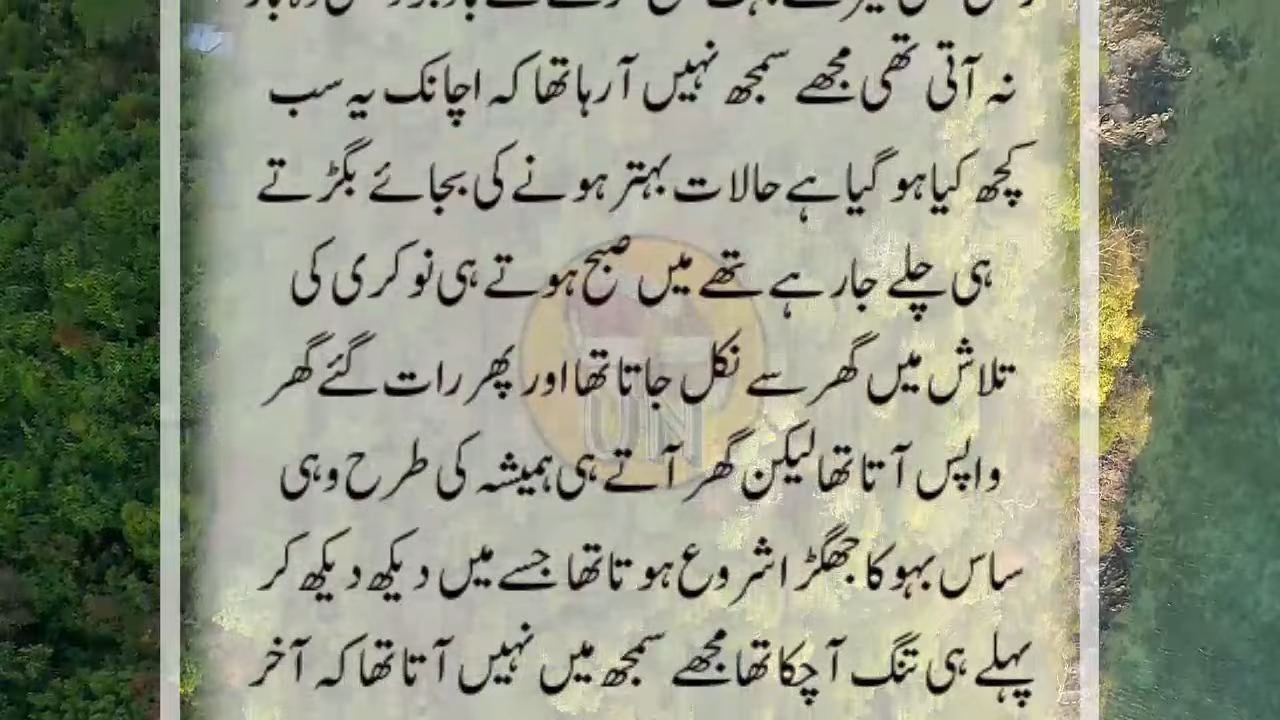 نہ آتی تھی مجھے سمجھ نہیں آرہا تھا کہ اچانک یہ سب
کچھ کیا ہو گیا ہے حالات بہتر ہونے کی بجائے بگڑتے
ہی چلے جارہے تھے میں صبح ہوتے ہی نوکری کی
تلاش میں گھر سے نکل جاتا تھا اور پھر رات گئے گھر
واپس آتا تھا لیکن گھر آتے ہی ہمیشہ کی طرح وہی
ساس بہو کا جھگڑا شروع ہوتا تھا جسے میں دیکھ دیکھ کر
پہلے ہی تنگ آچکا تھا مجھے سمجھ میں نہیں آتا تھا کہ آخر
UN